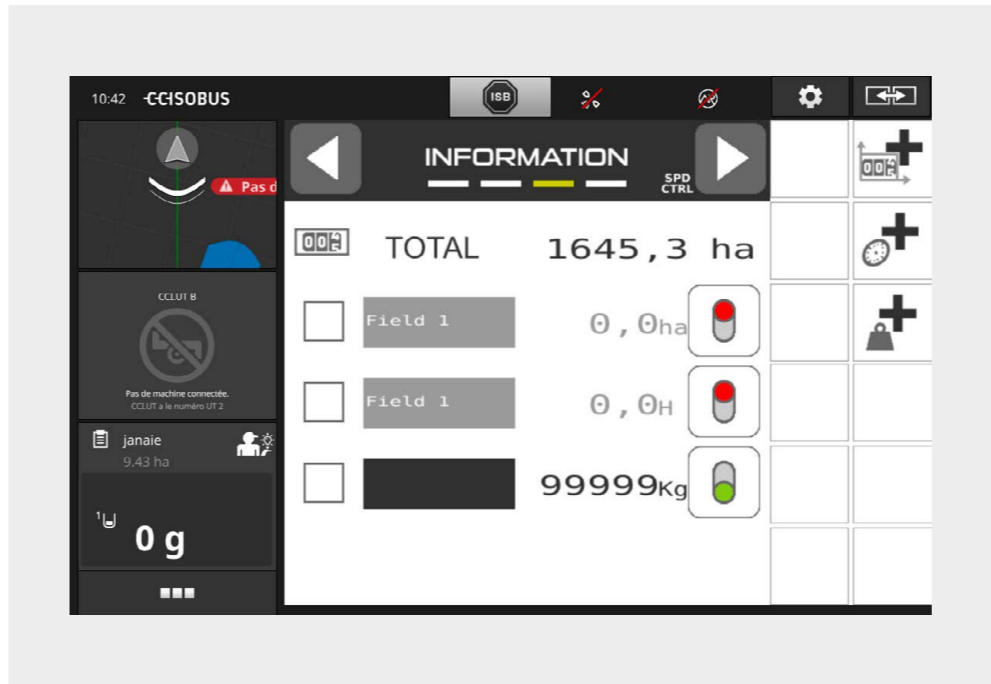 10:42 CCISOBUS
ISB
Pas d
INFORMATION
SPD
CTRL
TOTAL 1645,3 ha
CCLUT B
Pas de machine connectée.
CCLUT a le numéro UT 2
Field 1 0,0ha
Field 1 0,0H
janaie
9.43 ha
99999Kg
1
0 g